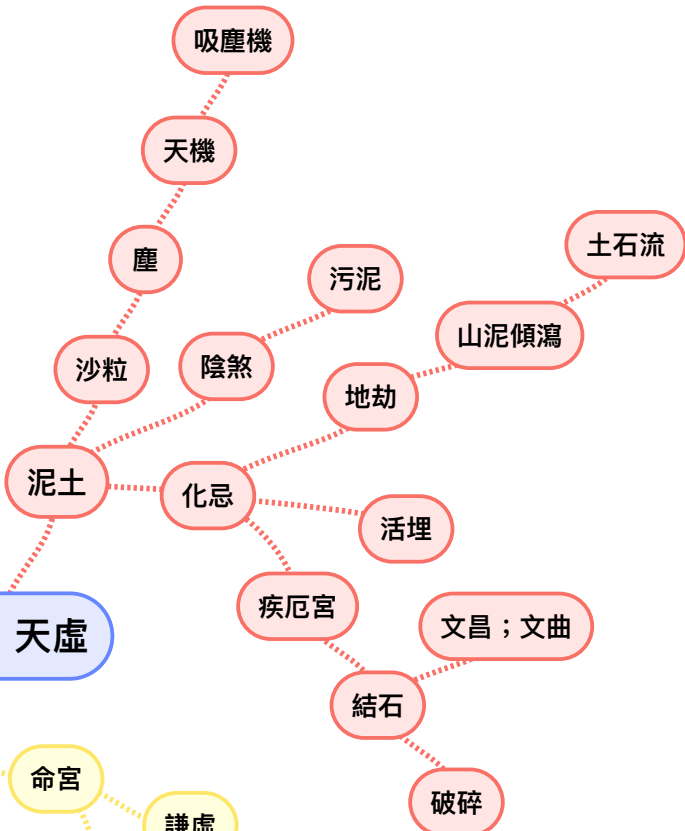 吸塵機
天機
塵
土石流
污泥
山泥傾瀉
沙粒
陰煞
地劫
泥土
化忌
活埋
疾厄宮
文昌；文曲
天虛
結石
命宮
破碎
謙虛